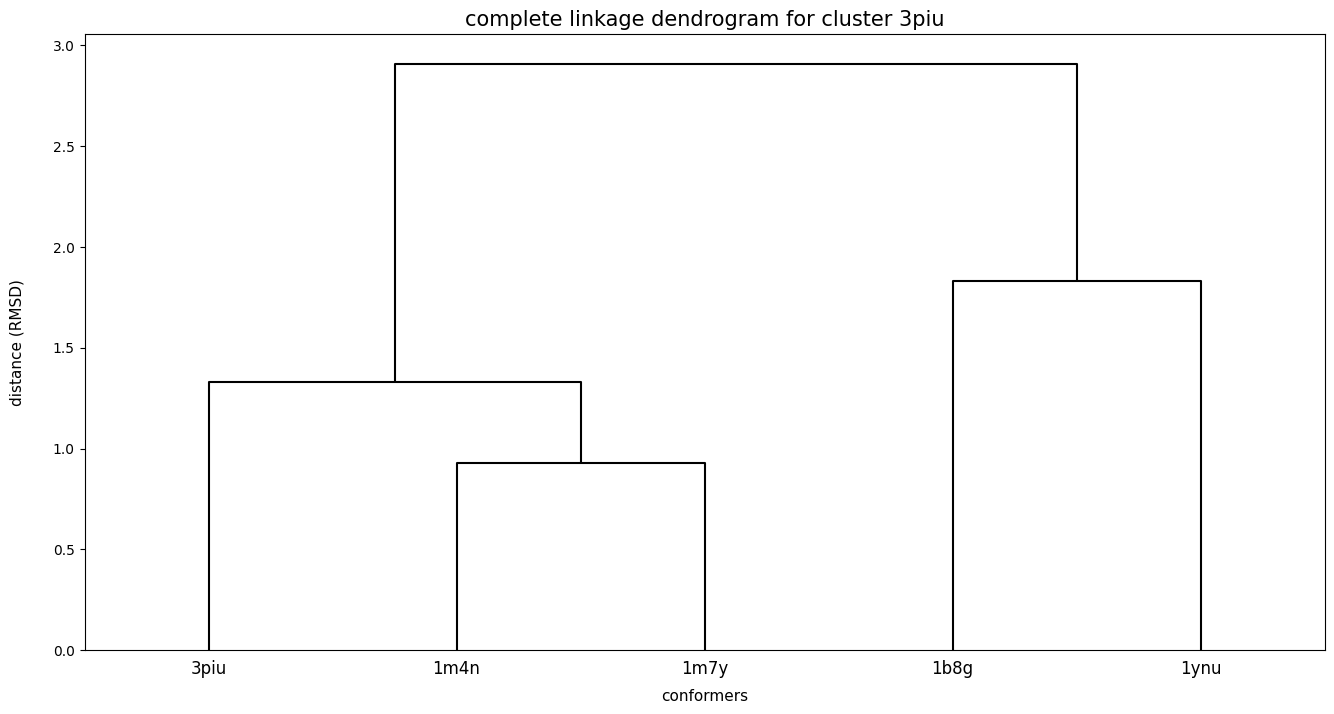 complete linkage dendrogram for cluster 3piu
3.0
2.5
2.0
1.5
1.0
0.5
0.0
distance (RMSD)
3piu 1m4n 1m7y 1b8g 1ynu
conformers